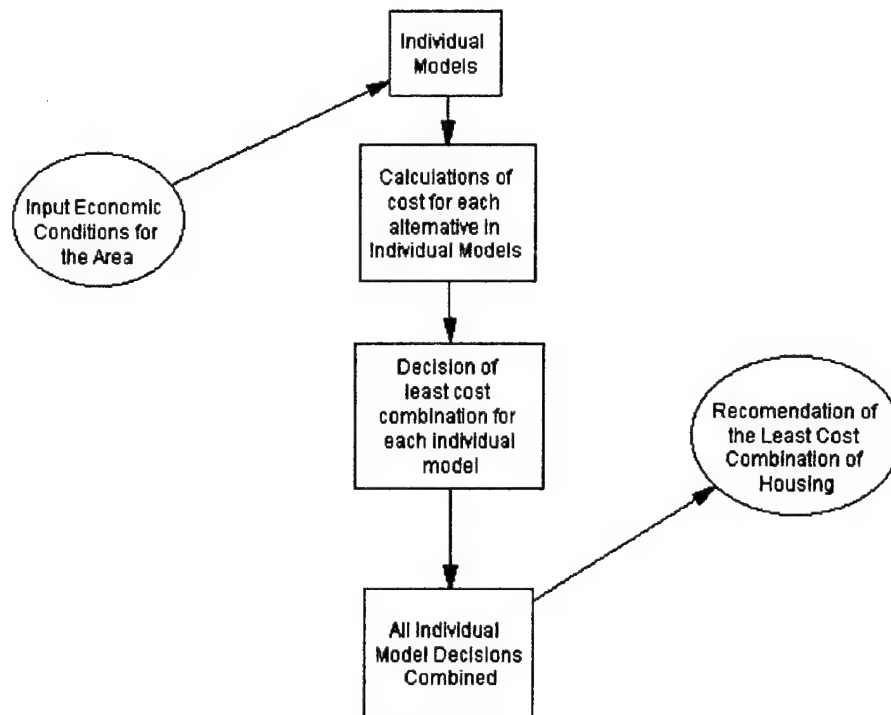 Individual
Models
Input Economic
Conditions for
the Area
Calculations of
cost for each
alternative in
Individual Models
Decision of
least cost
combination for
each individual
model
Recomendation of
the Least Cost
Combination of
Housing
All Individual
Model Decisions
Combined